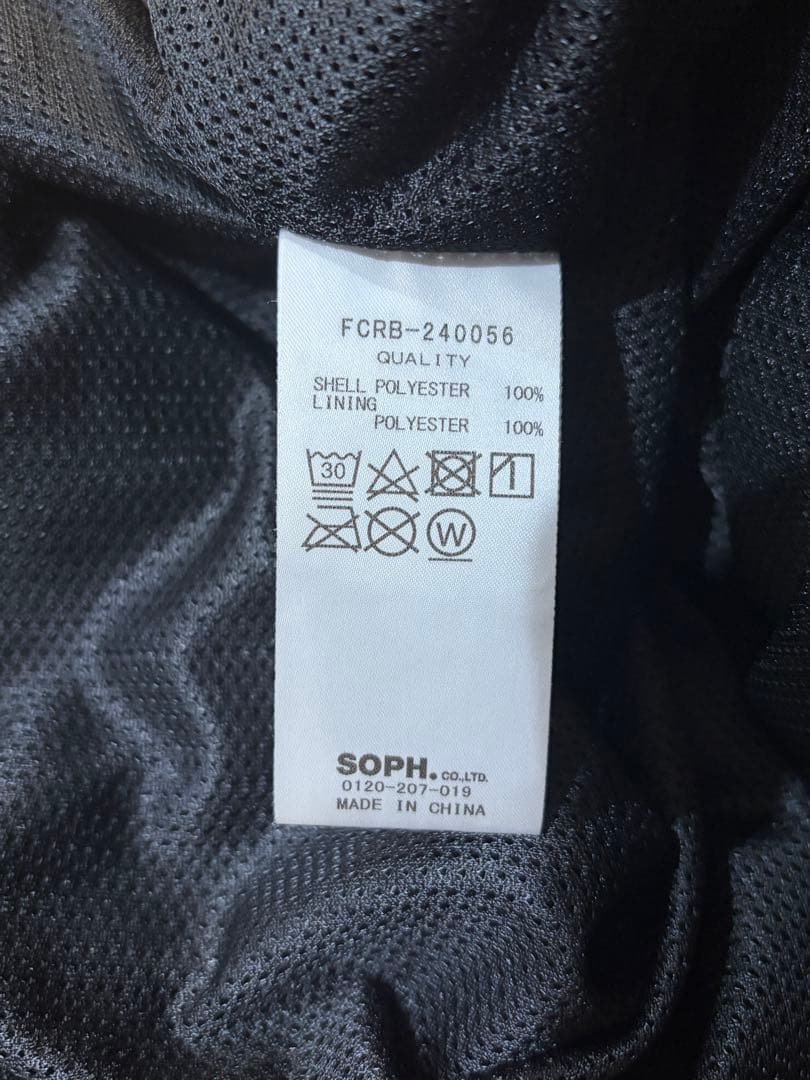 FCRB-240056
QUALITY
SHELL POLYESTER 100%
LINING
POLYESTER 100%
30
W
SOPH. CO.,LTD.
0120-207-019
MADE IN CHINA